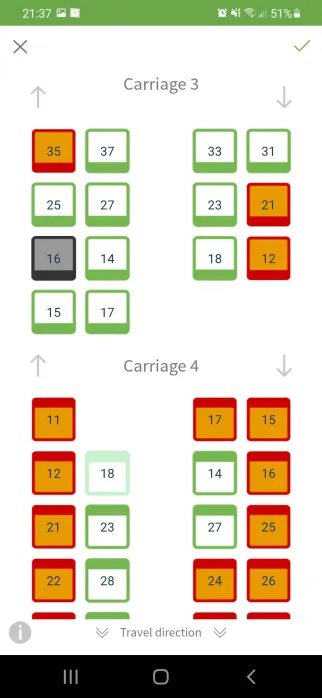 21:37 51%
Carriage 3
35 37 33 31
25 27 23 21
16 14 18 12
15 17
Carriage 4
11 17 15
12 18 14 16
21 23 27 25
22 28 24 26
i Travel direction